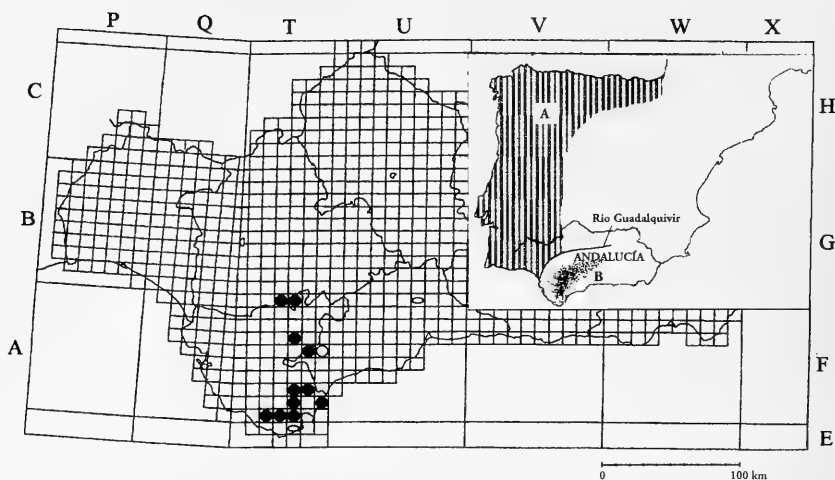 P Q T U V W X
C
H
A
B
Río Guadalquivir
G
ANDALUCÍA
B
A
F
E
0 100 km